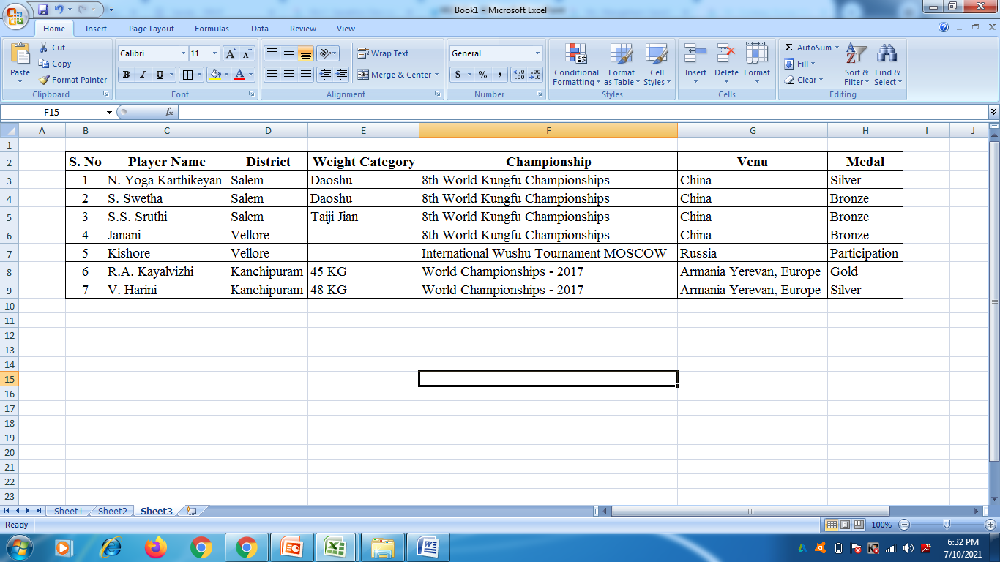 Book1 - Microsoft Excel
Home Insert Page Layout Formulas Data Review View
Paste Cut Copy Format Painter Clipboard
Calibri 11 B I U Font
Wrap Text Merge & Center Alignment
General $ % , Number
Conditional Formatting Format as Table Cell Styles Styles
Insert Delete Format Cells
Σ AutoSum Fill Clear Sort & Filter Find & Select Editing
F15 fx
A B C D E F G H I J
1
2 S. No Player Name District Weight Category Championship Venu Medal
3 1 N. Yoga Karthikeyan Salem Daoshu 8th World Kungfu Championships China Silver
4 2 S. Swetha Salem Daoshu 8th World Kungfu Championships China Bronze
5 3 S.S. Sruthi Salem Taiji Jian 8th World Kungfu Championships China Bronze
6 4 Janani Vellore 8th World Kungfu Championships China Bronze
7 5 Kishore Vellore International Wushu Tournament MOSCOW Russia Participation
8 6 R.A. Kayalvizhi Kanchipuram 45 KG World Championships - 2017 Armania Yerevan, Europe Gold
9 7 V. Harini Kanchipuram 48 KG World Championships - 2017 Armania Yerevan, Europe Silver
10
11
12
13
14
15
16
17
18
19
20
21
22
23
Sheet1 Sheet2 Sheet3
Ready 100%
6:32 PM
7/10/2021